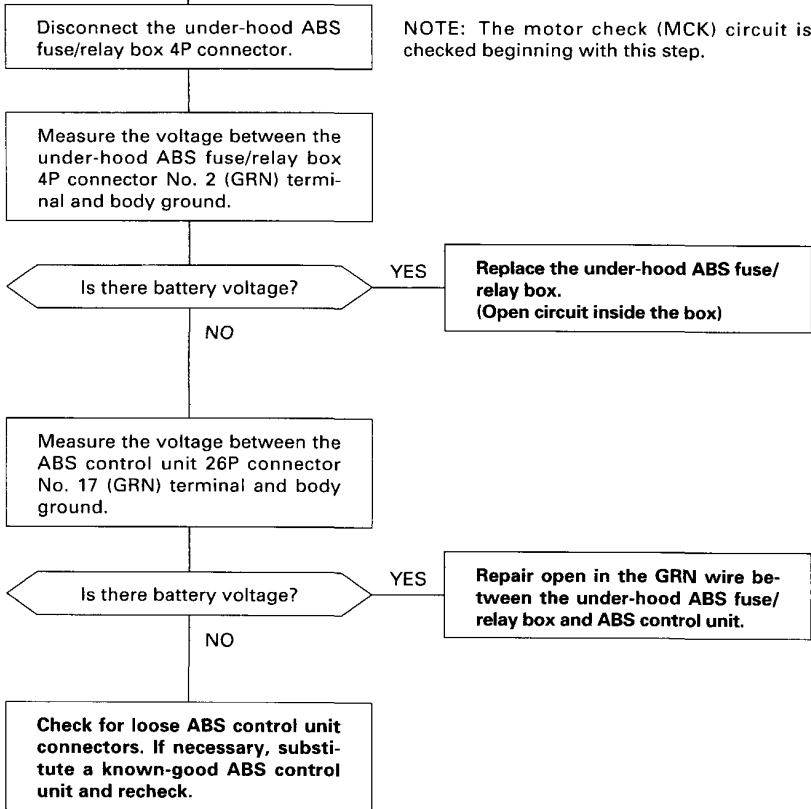 Disconnect the under-hood ABS
fuse/relay box 4P connector.
NOTE: The motor check (MCK) circuit is
checked beginning with this step.
Measure the voltage between the
under-hood ABS fuse/relay box
4P connector No. 2 (GRN) termi-
nal and body ground.
Is there battery voltage?
YES
Replace the under-hood ABS fuse/
relay box.
(Open circuit inside the box)
NO
Measure the voltage between the
ABS control unit 26P connector
No. 17 (GRN) terminal and body
ground.
Is there battery voltage?
YES
Repair open in the GRN wire be-
tween the under-hood ABS fuse/
relay box and ABS control unit.
NO
Check for loose ABS control unit
connectors. If necessary, substi-
tute a known-good ABS control
unit and recheck.